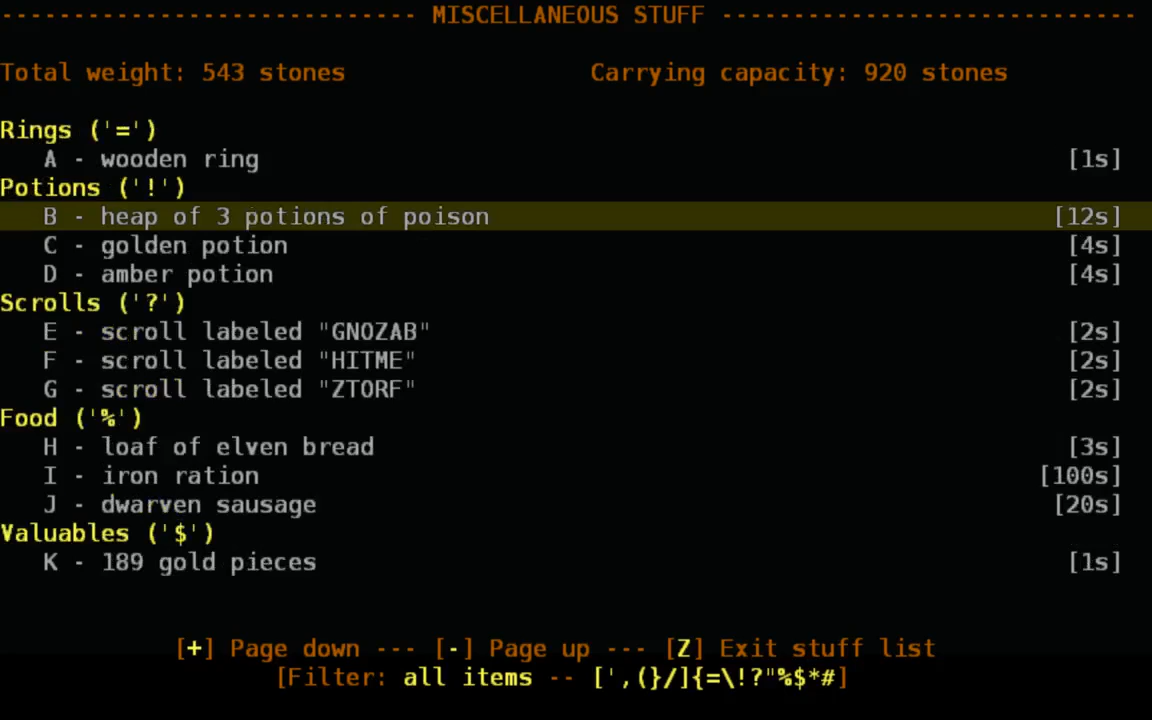 ---------------------------- MISCELLANEOUS STUFF -----------------------------
Total weight: 543 stones Carrying capacity: 920 stones
Rings ('=')
A - wooden ring [1s]
Potions ('!')
B - heap of 3 potions of poison [12s]
C - golden potion [4s]
D - amber potion [4s]
Scrolls ('?')
E - scroll labeled "GNOZAB" [2s]
F - scroll labeled "HITME" [2s]
G - scroll labeled "ZTORF" [2s]
Food ('%')
H - loaf of elven bread [3s]
I - iron ration [100s]
J - dwarven sausage [20s]
Valuables ('$')
K - 189 gold pieces [1s]
[+] Page down --- [-] Page up --- [Z] Exit stuff list
[Filter: all items -- [',(}/]{=\!?"%$*#]